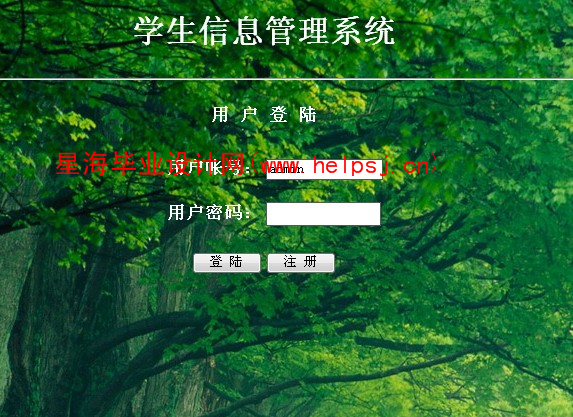 学生信息管理系统
用 户 登 陆
星海毕业设计网(www.helpsj.cn)
用户帐号： admin
用户密码：
登 陆 注 册